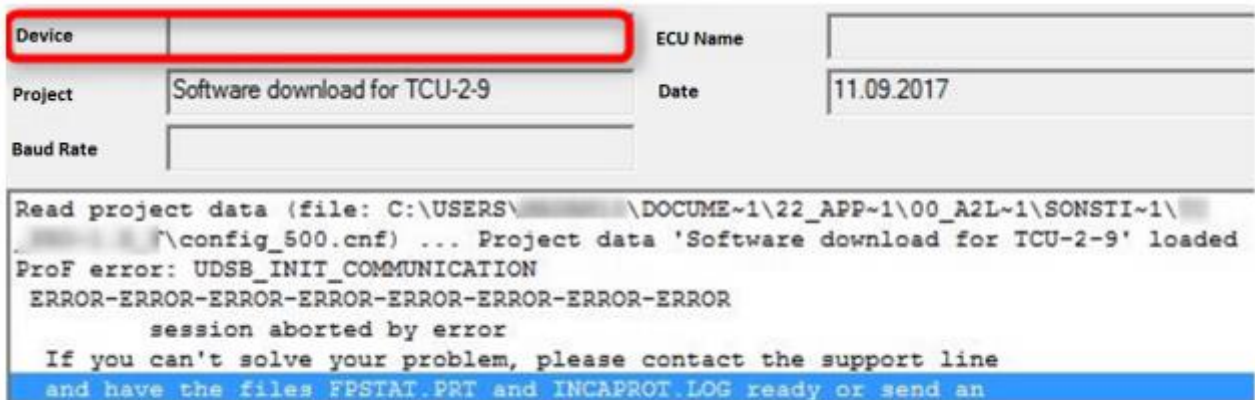 Device
ECU Name
Project Software download for TCU-2-9
Date 11.09.2017
Baud Rate
Read project data (file: C:\USERS\ \DOCUME~1\22_APP~1\00_A2L~1\SONSTI~1\
\config_500.cnf) ... Project data 'Software download for TCU-2-9' loaded
ProF error: UDSB_INIT_COMMUNICATION
ERROR-ERROR-ERROR-ERROR-ERROR-ERROR-ERROR-ERROR
session aborted by error
If you can't solve your problem, please contact the support line
and have the files FPSTAT.PRT and INCAPROT.LOG ready or send an